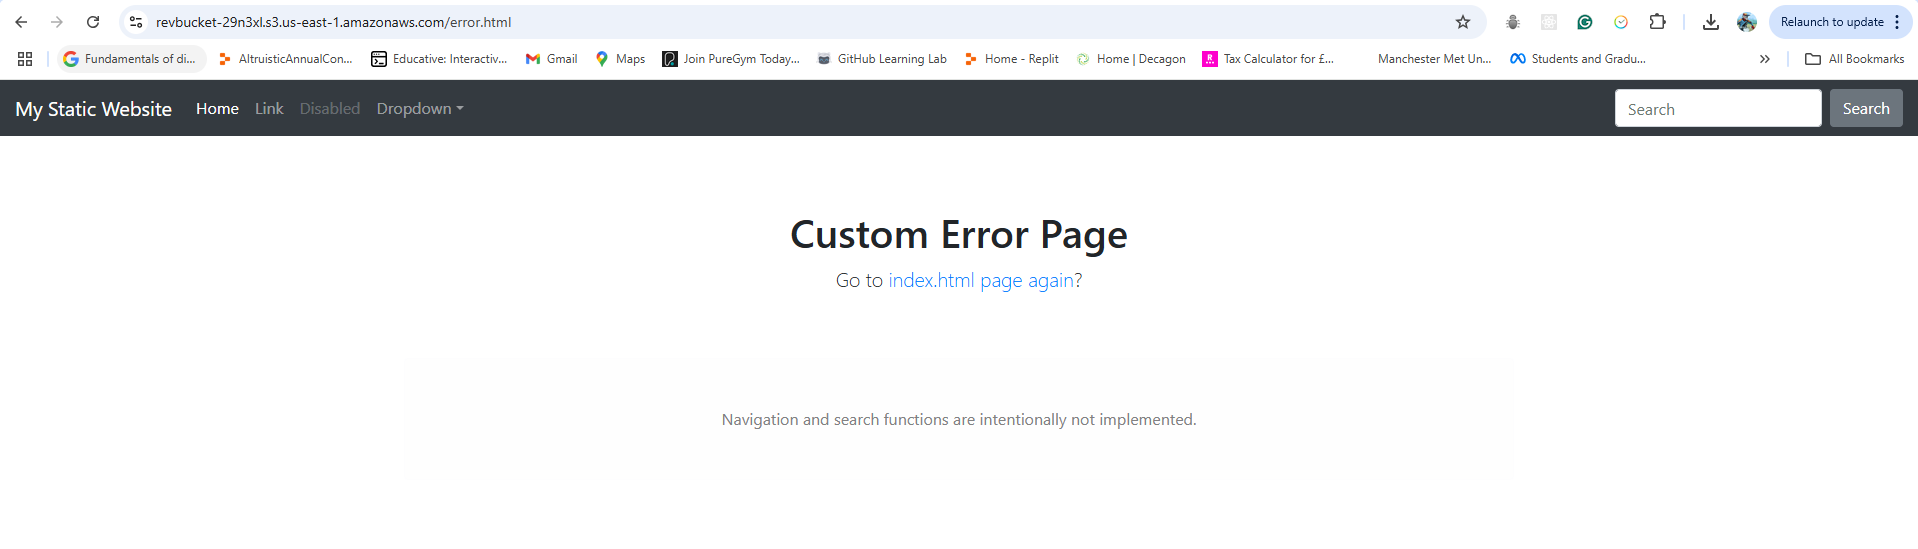 revbucket-29n3xl.s3.us-east-1.amazonaws.com/error.html
Relaunch to update
Fundamentals of di... AltruisticAnnualCon... Educative: Interactiv... Gmail Maps Join PureGym Today... GitHub Learning Lab Home - Replit Home | Decagon Tax Calculator for £... Manchester Met Un... Students and Gradu... » All Bookmarks
My Static Website Home Link Disabled Dropdown Search Search
Custom Error Page
Go to index.html page again?
Navigation and search functions are intentionally not implemented.